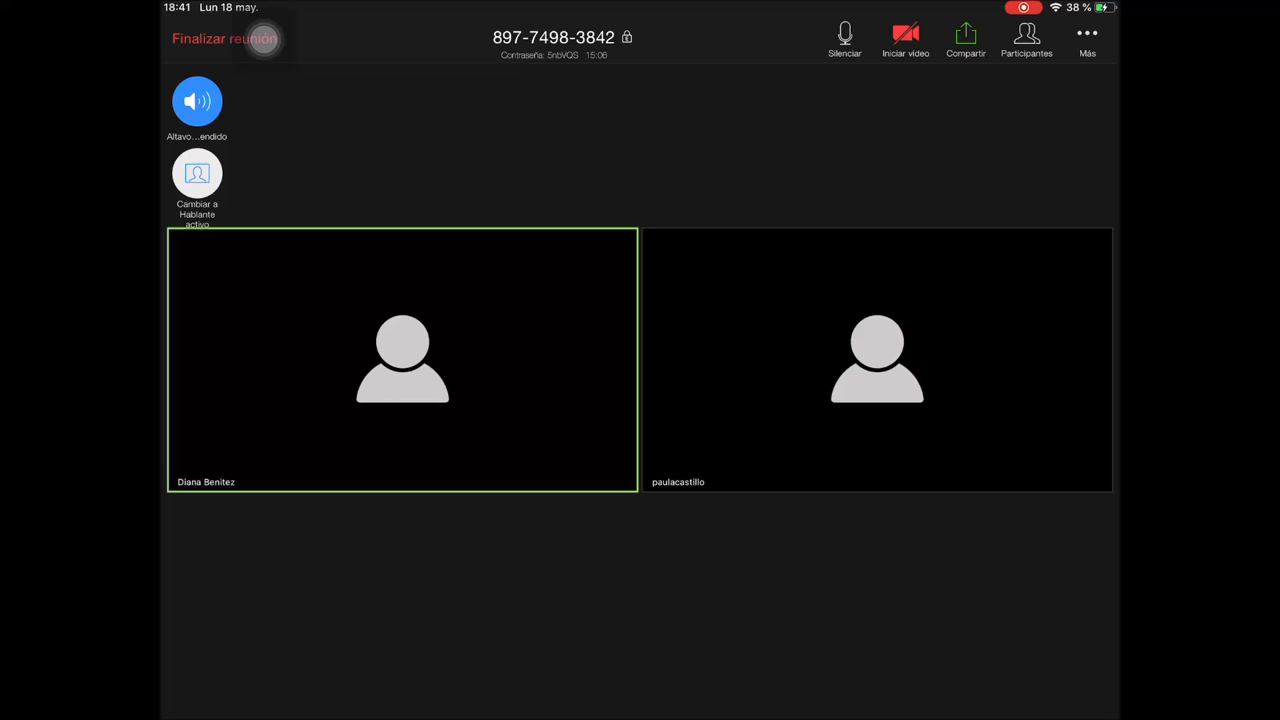 18:41 Lun 18 may.
38 %
Finalizar reunión
897-7498-3842
Contraseña: 5nbVQS 15:06
Silenciar
Iniciar vídeo
Compartir
Participantes
Más
Altavo...endido
Cambiar a
Hablante
activo
Diana Benitez
paulacastillo